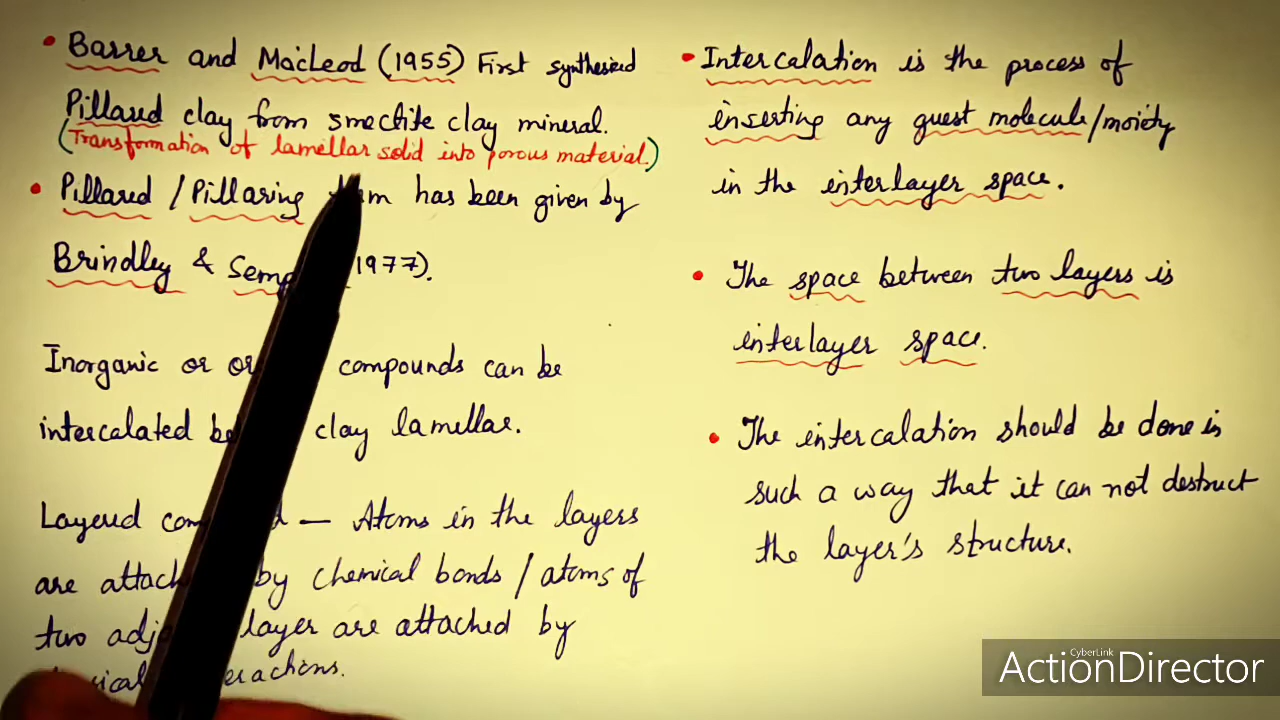 Barrer and MacLeod (1955) First synthesized
Pillared clay from smectite clay mineral.
(Transformation of lamellar solid into porous material)
Pillared / Pillaring has been given by
Brindley & (1977).
Inorganic or compounds can be
intercalated clay lamellar.
Layered — Atoms in the layers
are by chemical bonds / atoms of
two layer are attached by
Intercalation is the process of
inserting any guest molecule/moiety
in the interlayer space.
The space between two layers is
interlayer space.
The intercalation should be done in
such a way that it can not destruct
the layer's structure.
CyberLink
ActionDirector